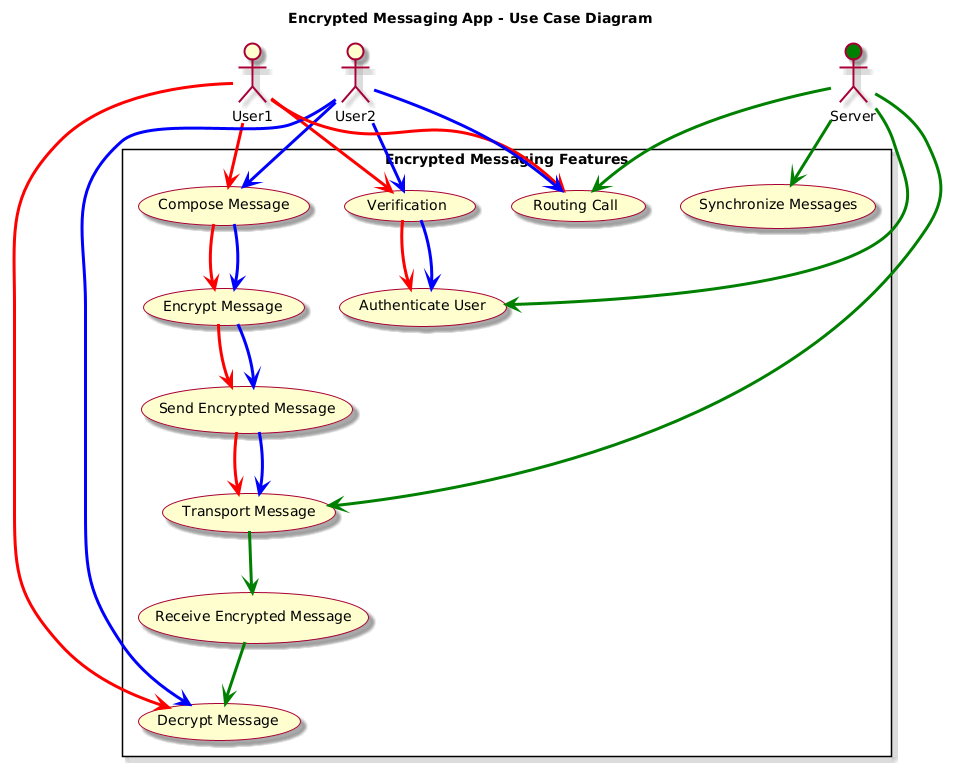 Encrypted Messaging App - Use Case Diagram
User1
User2
Server
Encrypted Messaging Features
Compose Message
Verification
Routing Call
Synchronize Messages
Encrypt Message
Authenticate User
Send Encrypted Message
Transport Message
Receive Encrypted Message
Decrypt Message